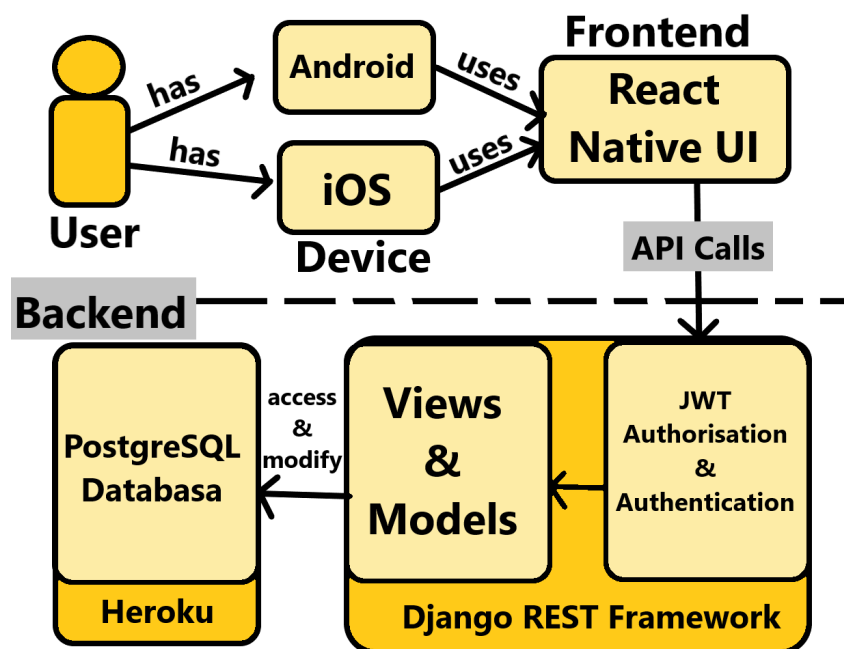 Frontend
has
Android
uses
React
Native UI
has
iOS
uses
User
Device
API Calls
Backend
PostgreSQL
Databasa
Heroku
access
&
modify
Views
&
Models
JWT
Authorisation
&
Authentication
Django REST Framework